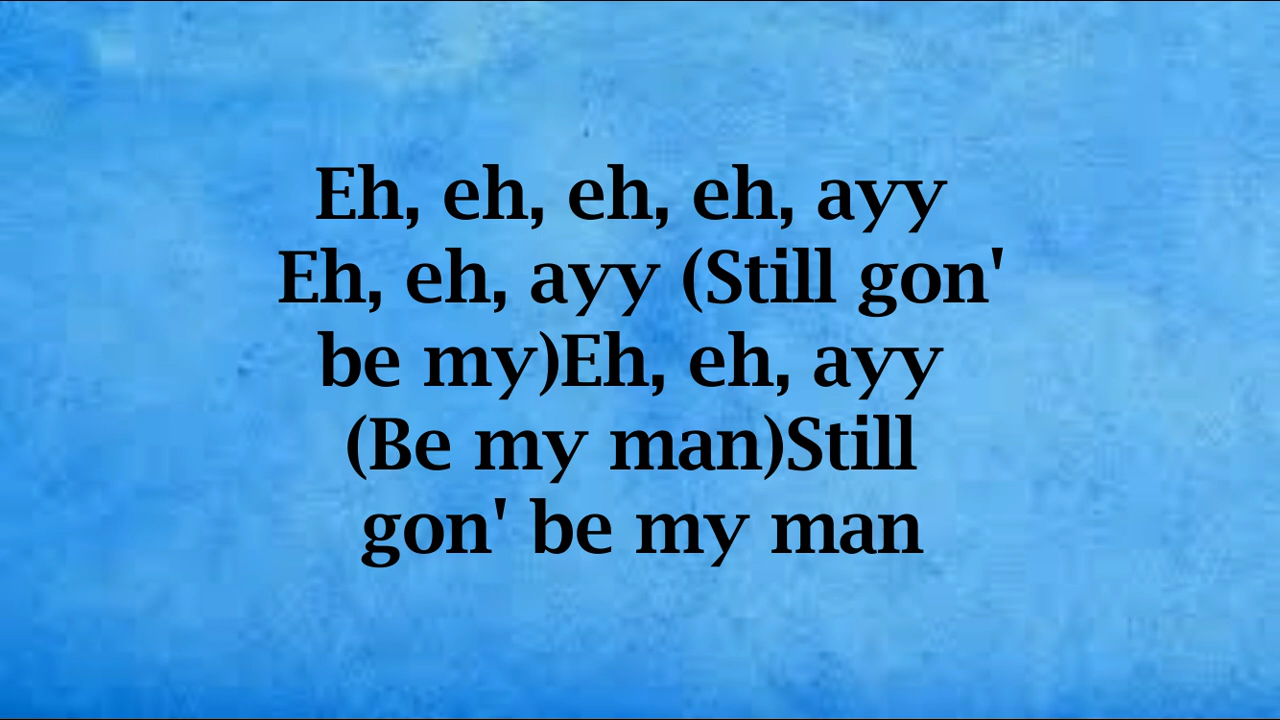 Eh, eh, eh, eh, ayy
Eh, eh, ayy (Still gon'
be my)Eh, eh, ayy
(Be my man)Still
gon' be my man